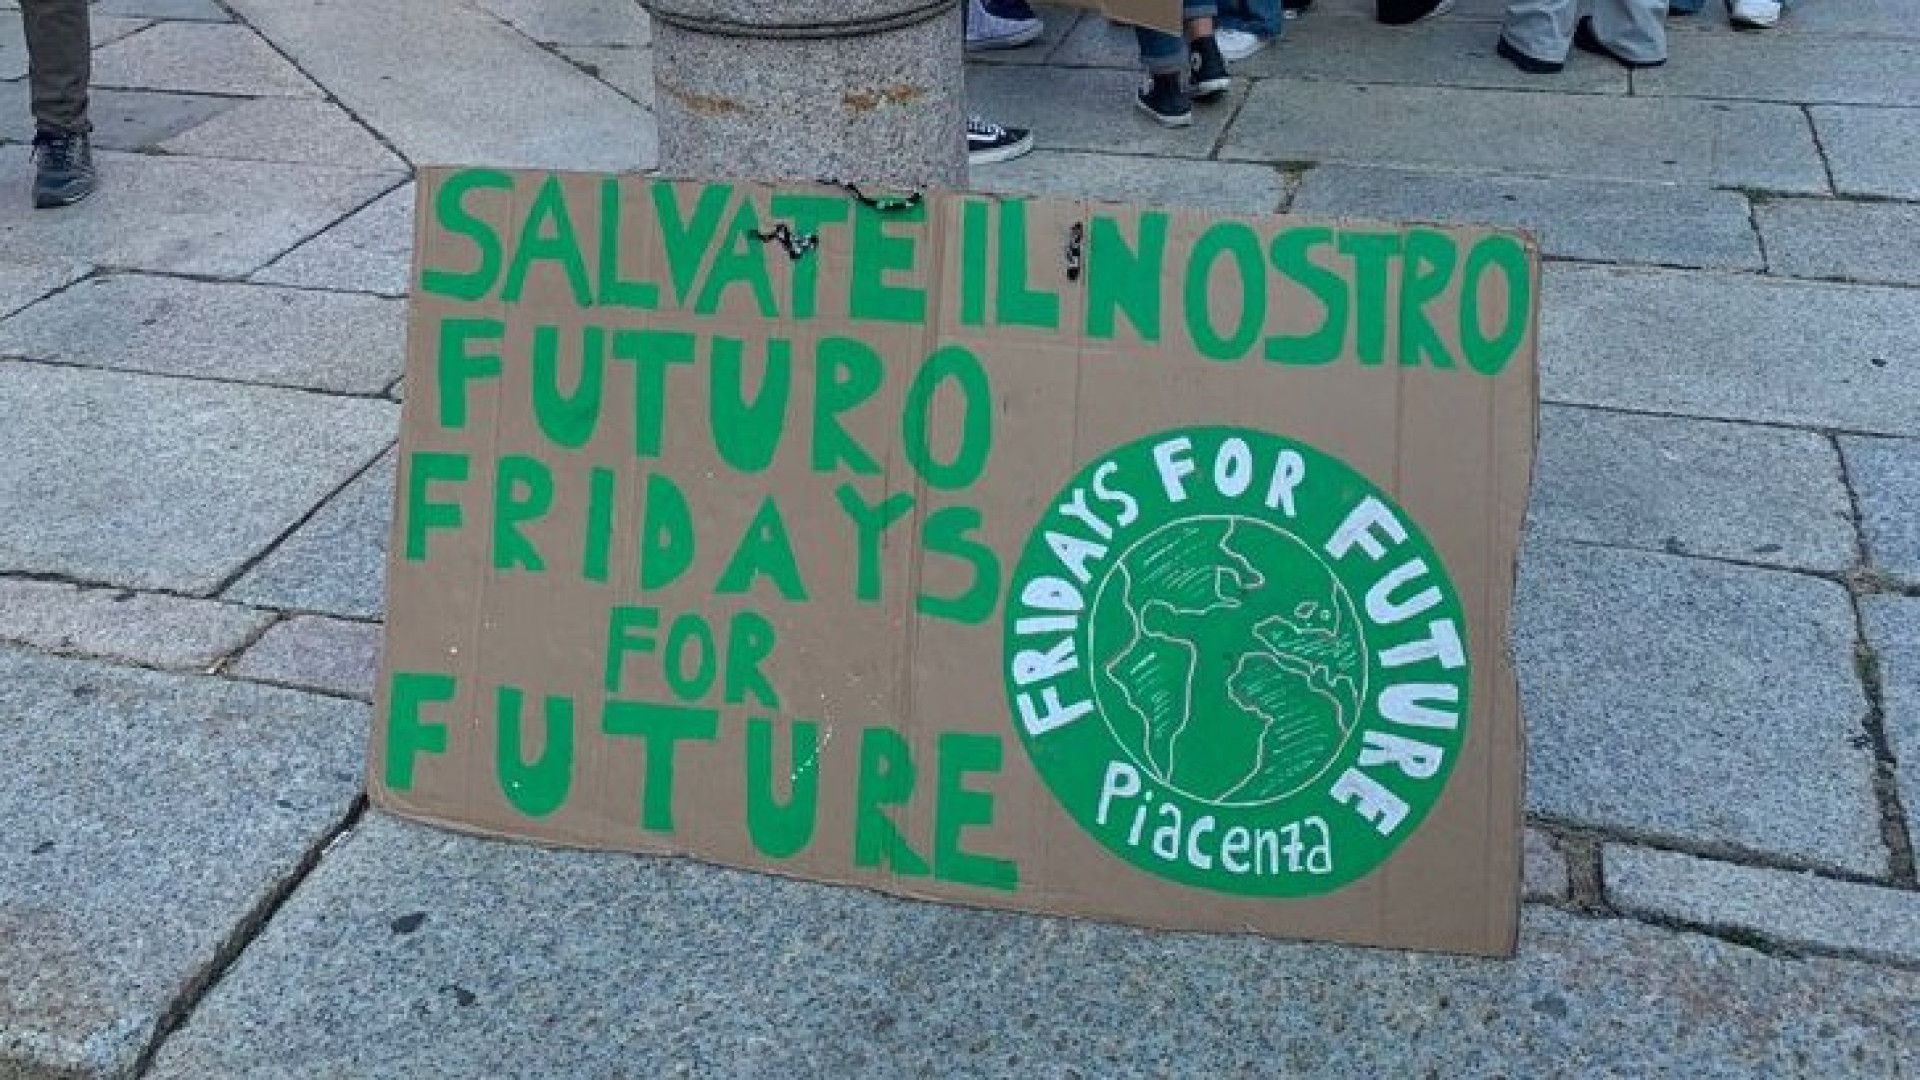 SALVATE IL NOSTRO
FUTURO
FRIDAYS
FOR
FUTURE
FRIDAYS FOR FUTURE
Piacenza